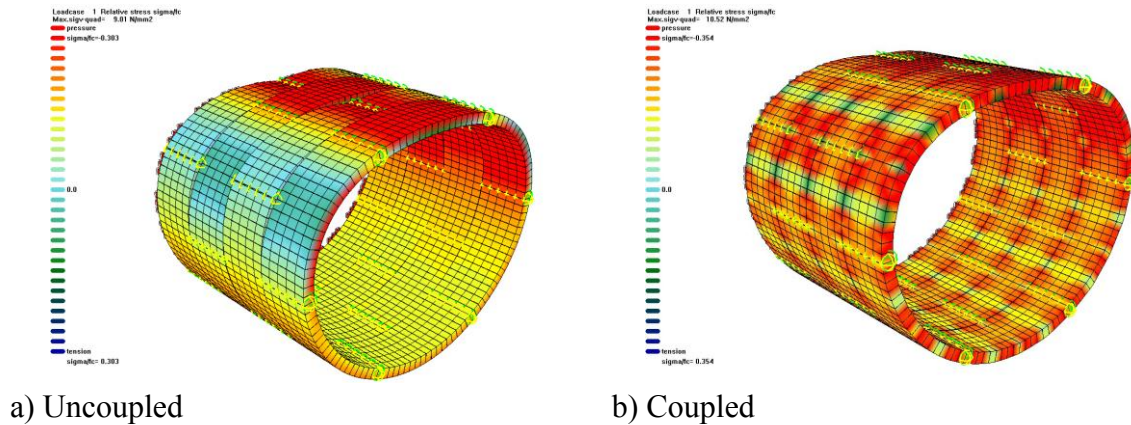 Loadcase 1 Relative stress sigma/fc
Max.sigv-quad= 9.01 N/mm2
pressure
sigma/fc=-0.303
0.0
tension
sigma/fc= 0.303
a) Uncoupled
Loadcase 1 Relative stress sigma/fc
Max.sigv-quad= 10.52 N/mm2
pressure
sigma/fc=-0.354
0.0
tension
sigma/fc= 0.354
b) Coupled